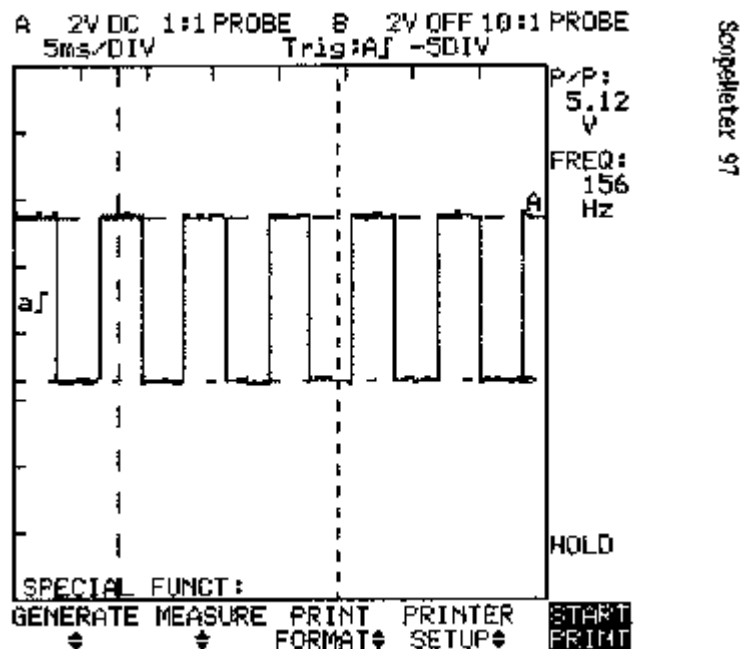 A 2V DC 1:1 PROBE B 2V OFF 10:1 PROBE
5ms/DIV Trig:A∫ -5DIV
P/P:
5.12
V
FREQ:
156
Hz
A
a∫
HOLD
SPECIAL FUNCT:
GENERATE MEASURE PRINT FORMAT PRINTER SETUP START PRINT
ScopeMeter 97